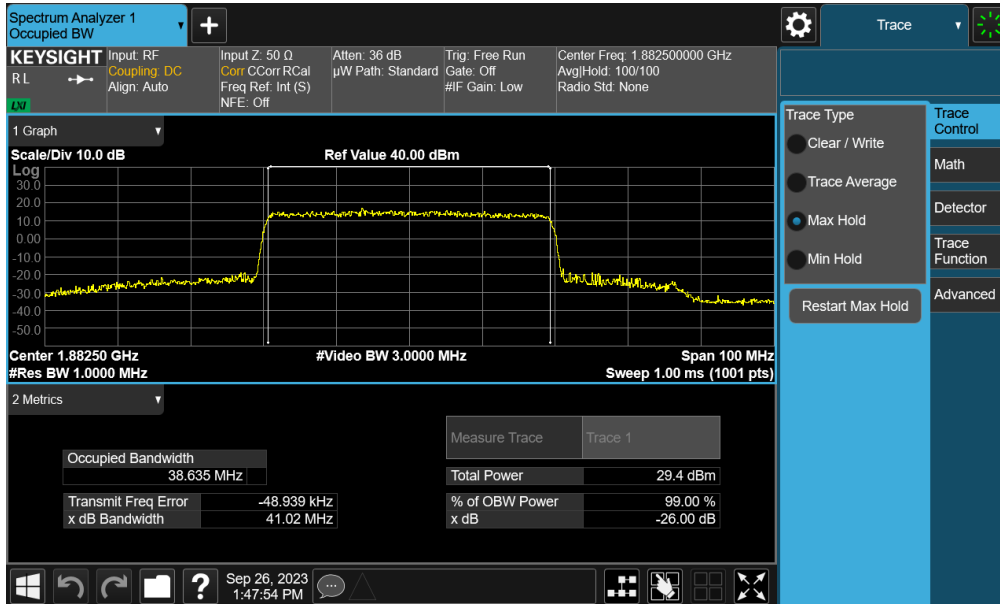 Spectrum Analyzer 1
Occupied BW
+
Trace
KEYSIGHT
R L
LXI
Input: RF
Coupling: DC
Align: Auto
Input Z: 50 Ω
Corr CCorr RCal
Freq Ref: Int (S)
NFE: Off
Atten: 36 dB
µW Path: Standard
Trig: Free Run
Gate: Off
#IF Gain: Low
Center Freq: 1.882500000 GHz
Avg|Hold: 100/100
Radio Std: None
1 Graph
Scale/Div 10.0 dB
Ref Value 40.00 dBm
Log
30.0
20.0
10.0
0.00
-10.0
-20.0
-30.0
-40.0
-50.0
Center 1.88250 GHz
#Video BW 3.0000 MHz
Span 100 MHz
#Res BW 1.0000 MHz
Sweep 1.00 ms (1001 pts)
2 Metrics
Measure Trace
Trace 1
Occupied Bandwidth
38.635 MHz
Total Power
29.4 dBm
Transmit Freq Error
-48.939 kHz
% of OBW Power
99.00 %
x dB Bandwidth
41.02 MHz
x dB
-26.00 dB
Trace Type
Clear / Write
Trace Average
Max Hold
Min Hold
Restart Max Hold
Trace
Control
Math
Detector
Trace
Function
Advanced
?
Sep 26, 2023
1:47:54 PM